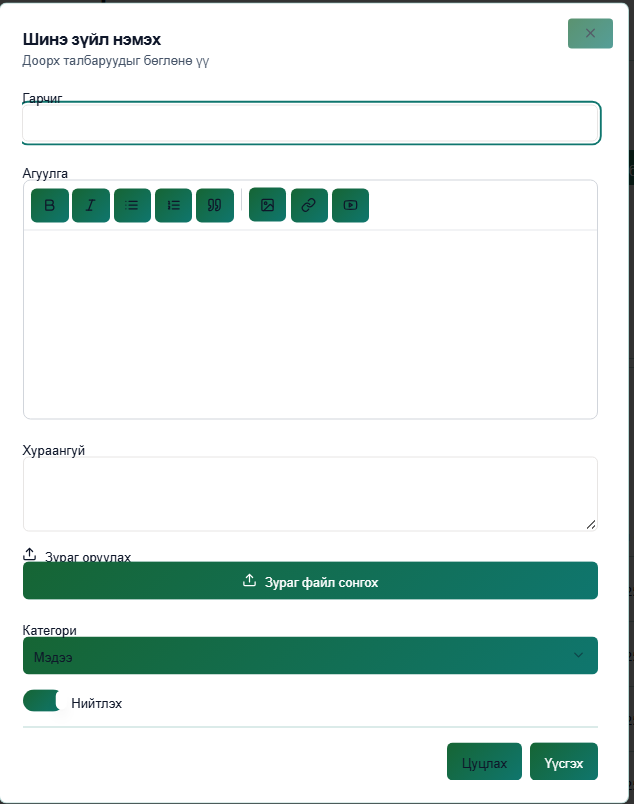 Шинэ зүйл нэмэх
Доорх талбаруудыг бөглөнө үү
Гарчиг
Агуулга
B I
Хураангуй
Зураг оруулах
Зураг файл сонгох
Категори
Мэдээ
Нийтлэх
Цуцлах Үүсгэх